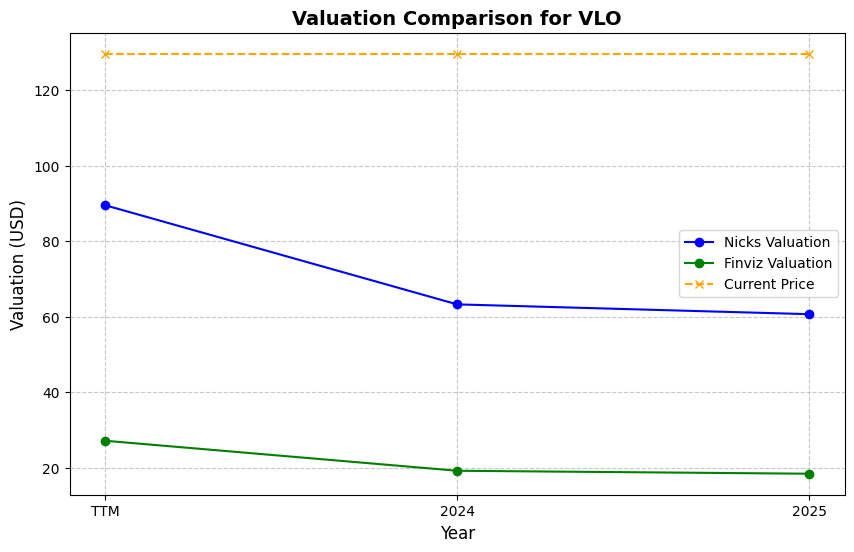 Valuation Comparison for VLO
Valuation (USD)
120
100
80
60
40
20
Nicks Valuation
Finviz Valuation
Current Price
TTM 2024 2025
Year